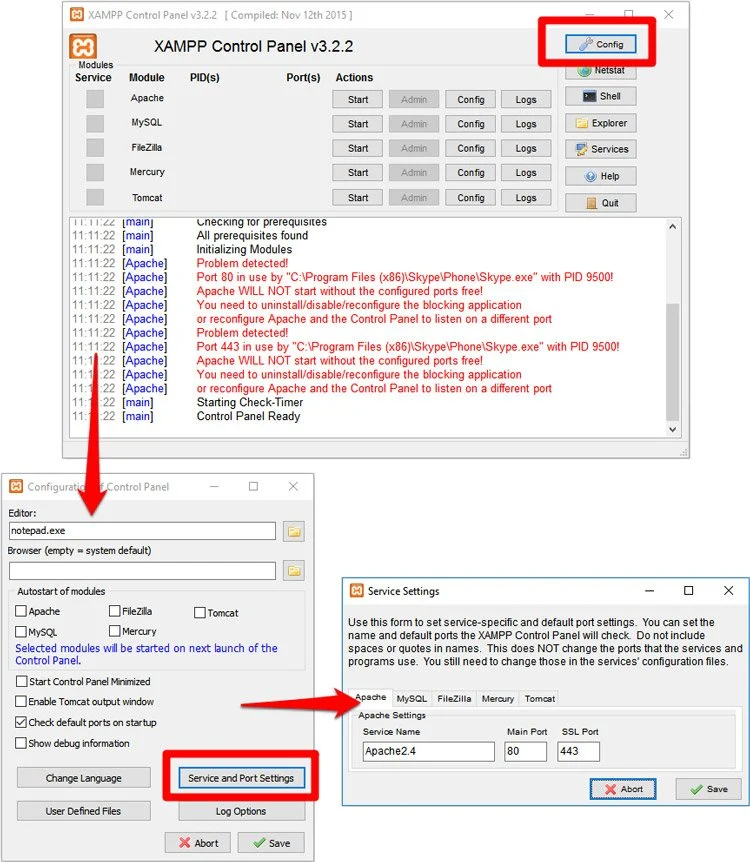 XAMPP Control Panel v3.2.2 [ Compiled: Nov 12th 2015 ]
XAMPP Control Panel v3.2.2
Config
Modules
Service Module PID(s) Port(s) Actions
Netstat
Apache Start Admin Config Logs
Shell
MySQL Start Admin Config Logs
Explorer
FileZilla Start Admin Config Logs
Services
Mercury Start Admin Config Logs
Help
Tomcat Start Admin Config Logs
Quit
11:11:22 [main] Checking for prerequisites
11:11:22 [main] All prerequisites found
11:11:22 [main] Initializing Modules
11:11:22 [Apache] Problem detected!
11:11:22 [Apache] Port 80 in use by "C:\Program Files (x86)\Skype\Phone\Skype.exe" with PID 9500!
11:11:22 [Apache] Apache WILL NOT start without the configured ports free!
11:11:22 [Apache] You need to uninstall/disable/reconfigure the blocking application
11:11:22 [Apache] or reconfigure Apache and the Control Panel to listen on a different port
11:11:22 [Apache] Problem detected!
11:11:22 [Apache] Port 443 in use by "C:\Program Files (x86)\Skype\Phone\Skype.exe" with PID 9500!
11:11:22 [Apache] Apache WILL NOT start without the configured ports free!
11:11:22 [Apache] You need to uninstall/disable/reconfigure the blocking application
11:11:22 [Apache] or reconfigure Apache and the Control Panel to listen on a different port
11:11:22 [main] Starting Check-Timer
11:11:22 [main] Control Panel Ready
Configuration of Control Panel
Editor:
notepad.exe
Browser (empty = system default)
Autostart of modules
Apache FileZilla Tomcat
MySQL Mercury
Selected modules will be started on next launch of the
Control Panel.
Start Control Panel Minimized
Enable Tomcat output window
Check default ports on startup
Show debug information
Change Language Service and Port Settings
User Defined Files Log Options
Abort Save
Service Settings
Use this form to set service-specific and default port settings. You can set the
name and default ports the XAMPP Control Panel will check. Do not include
spaces or quotes in names. This does NOT change the ports that the services and
programs use. You still need to change those in the services' configuration files.
Apache MySQL FileZilla Mercury Tomcat
Apache Settings
Service Name Main Port SSL Port
Apache2.4 80 443
Abort Save